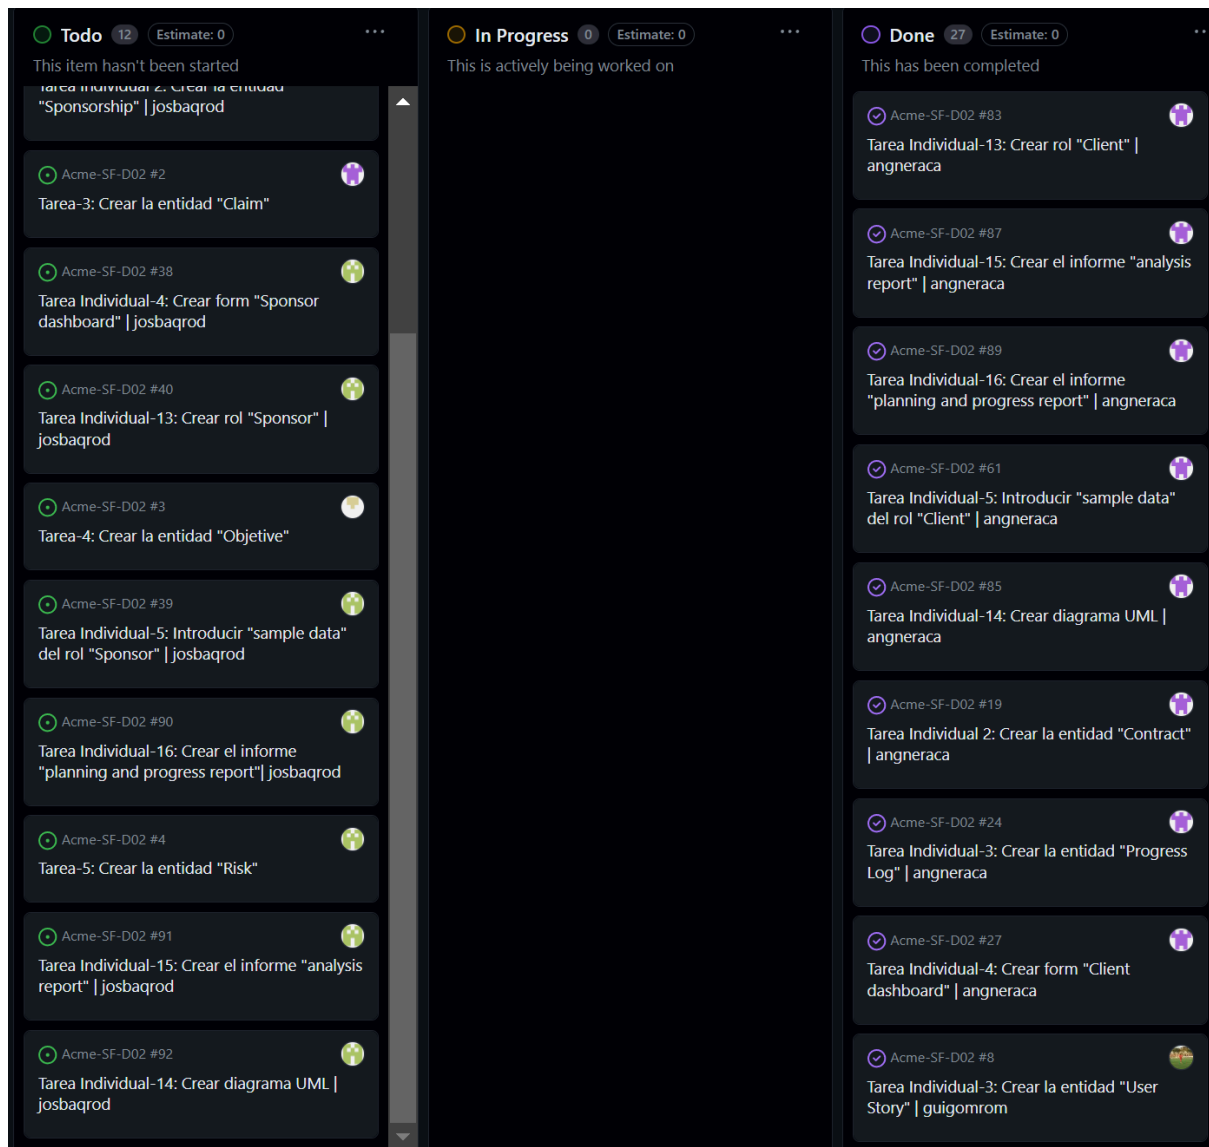 Todo 12 Estimate: 0
This item hasn't been started
Tarea Individual 2: Crear la entidad
"Sponsorship" | josbaqrod
Acme-SF-D02 #2
Tarea-3: Crear la entidad "Claim"
Acme-SF-D02 #38
Tarea Individual-4: Crear form "Sponsor
dashboard" | josbaqrod
Acme-SF-D02 #40
Tarea Individual-13: Crear rol "Sponsor" |
josbaqrod
Acme-SF-D02 #3
Tarea-4: Crear la entidad "Objetive"
Acme-SF-D02 #39
Tarea Individual-5: Introducir "sample data"
del rol "Sponsor" | josbaqrod
Acme-SF-D02 #90
Tarea Individual-16: Crear el informe
"planning and progress report"| josbaqrod
Acme-SF-D02 #4
Tarea-5: Crear la entidad "Risk"
Acme-SF-D02 #91
Tarea Individual-15: Crear el informe "analysis
report" | josbaqrod
Acme-SF-D02 #92
Tarea Individual-14: Crear diagrama UML |
josbaqrod
In Progress 0 Estimate: 0
This is actively being worked on
Done 27 Estimate: 0
This has been completed
Acme-SF-D02 #83
Tarea Individual-13: Crear rol "Client" |
angneraca
Acme-SF-D02 #87
Tarea Individual-15: Crear el informe "analysis
report" | angneraca
Acme-SF-D02 #89
Tarea Individual-16: Crear el informe
"planning and progress report" | angneraca
Acme-SF-D02 #61
Tarea Individual-5: Introducir "sample data"
del rol "Client" | angneraca
Acme-SF-D02 #85
Tarea Individual-14: Crear diagrama UML |
angneraca
Acme-SF-D02 #19
Tarea Individual 2: Crear la entidad "Contract"
| angneraca
Acme-SF-D02 #24
Tarea Individual-3: Crear la entidad "Progress
Log" | angneraca
Acme-SF-D02 #27
Tarea Individual-4: Crear form "Client
dashboard" | angneraca
Acme-SF-D02 #8
Tarea Individual-3: Crear la entidad "User
Story" | guigomrom